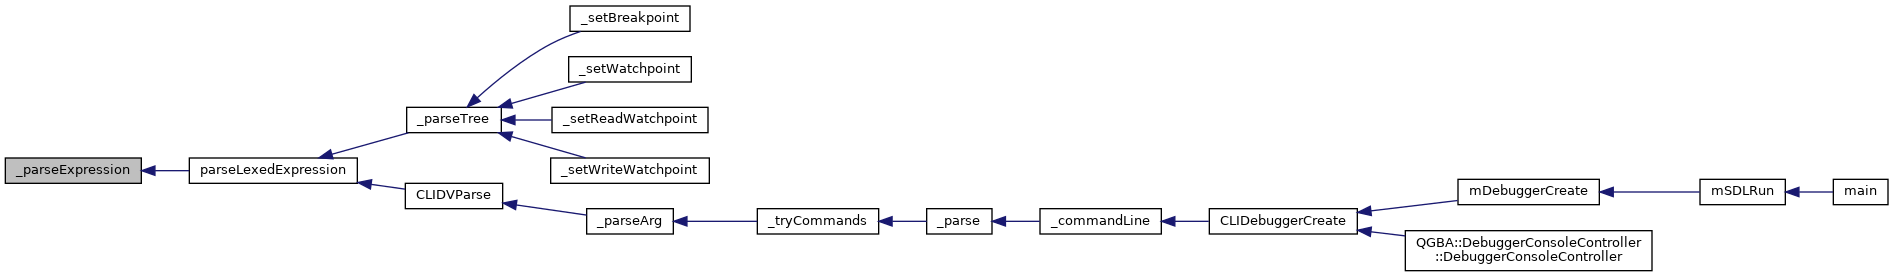 _setBreakpoint
_setWatchpoint
_parseTree
_setReadWatchpoint
_parseExpression
parseLexedExpression
_setWriteWatchpoint
CLIDVParse
_parseArg
_tryCommands
_parse
_commandLine
CLIDebuggerCreate
mDebuggerCreate
mSDLRun
main
QGBA::DebuggerConsoleController
::DebuggerConsoleController